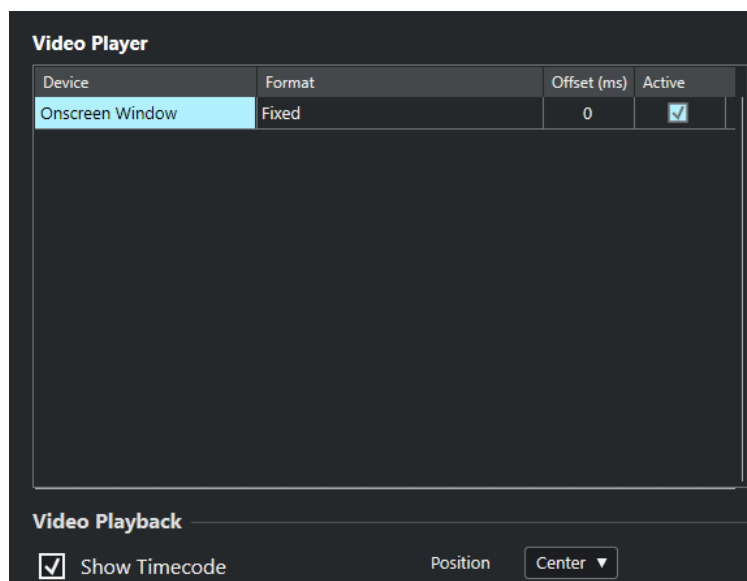 Video Player
Device Format Offset (ms) Active
Onscreen Window Fixed 0
Video Playback
Show Timecode Position Center ▼